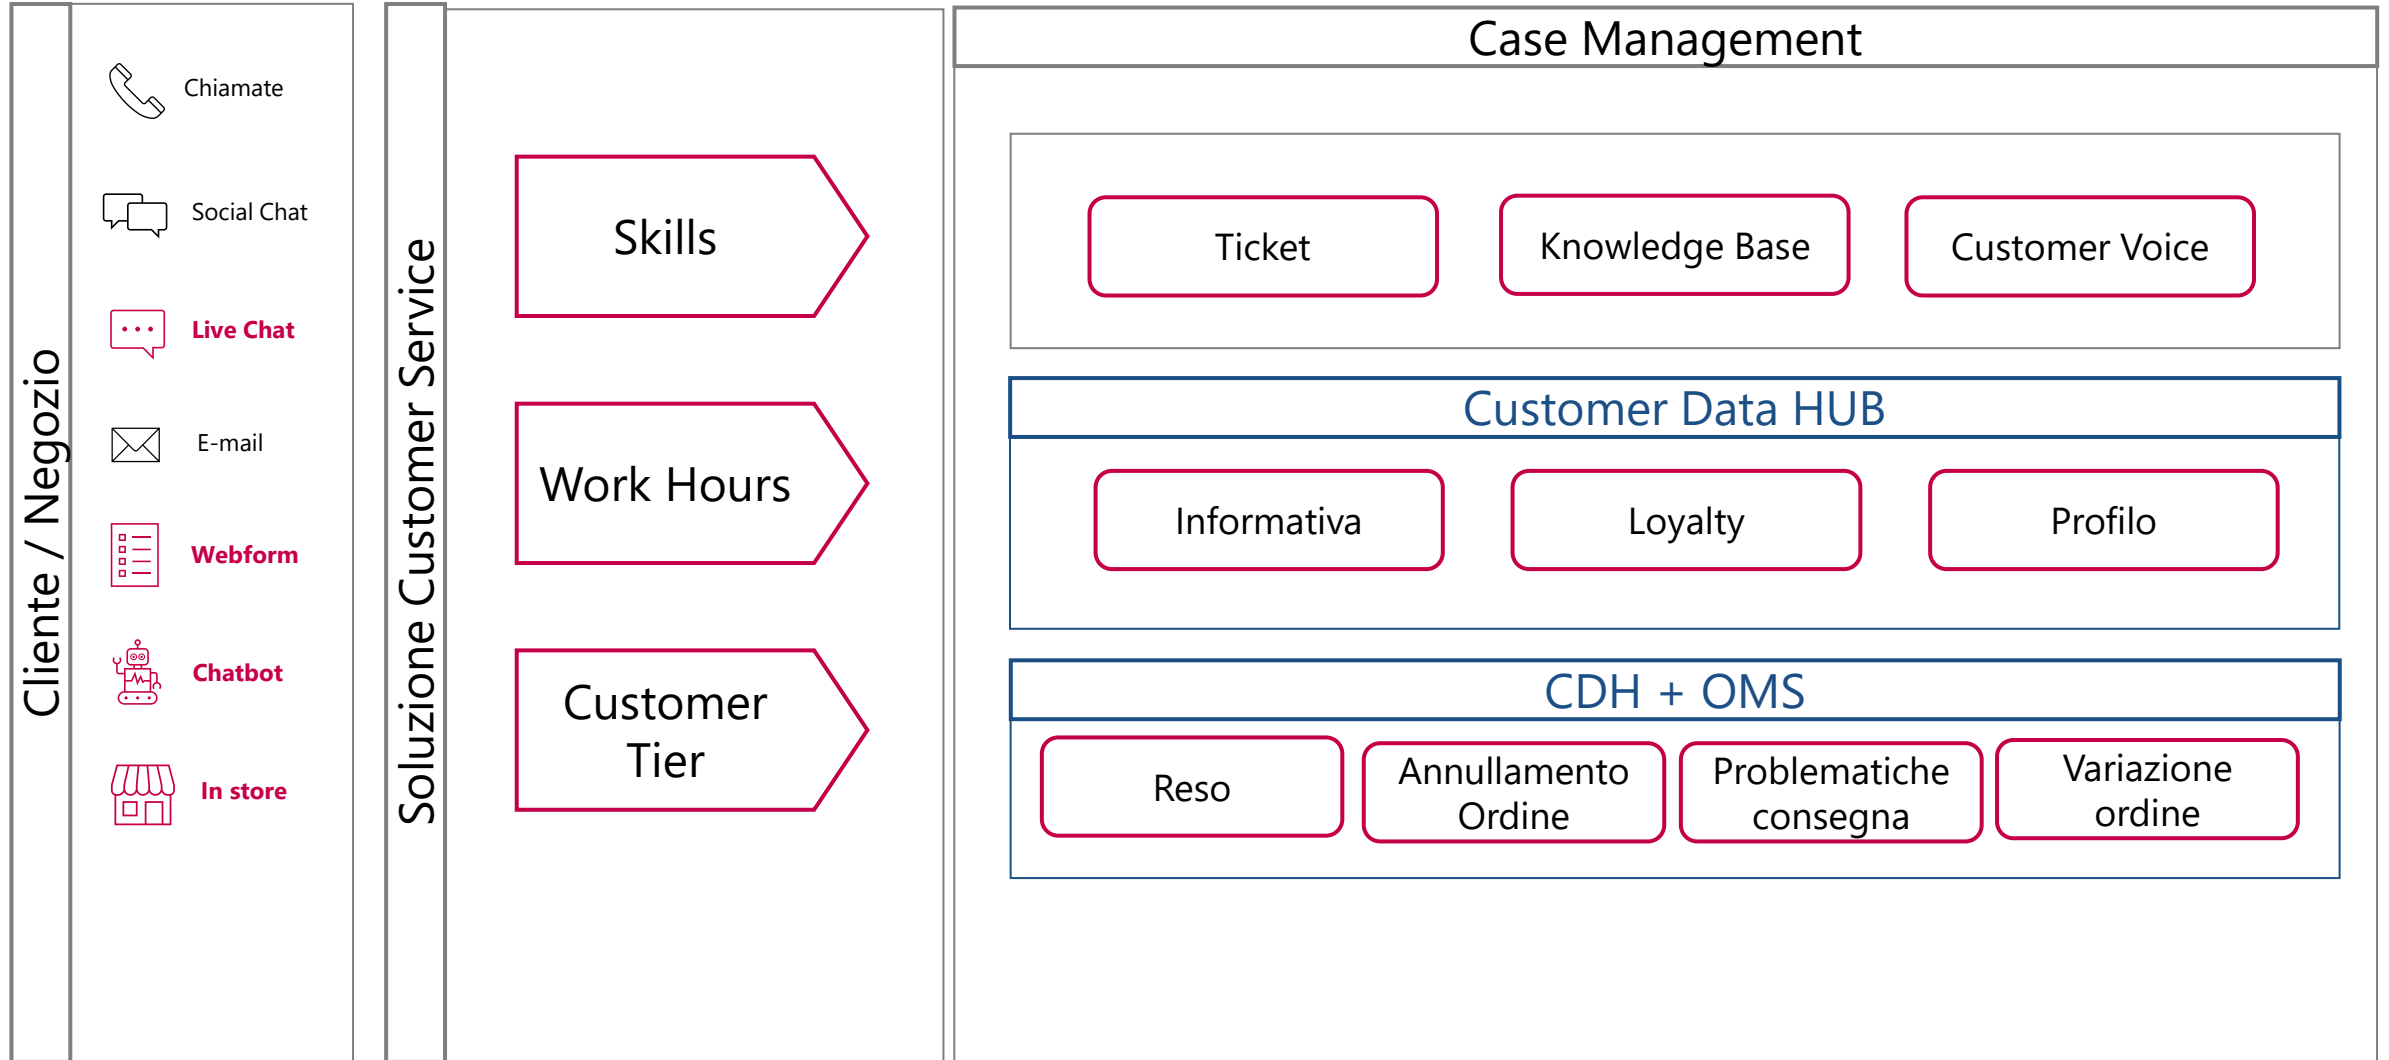 Cliente / Negozio
Chiamate
Social Chat
Live Chat
E-mail
Webform
Chatbot
In store
Soluzione Customer Service
Skills
Work Hours
Customer
Tier
Case Management
Ticket
Knowledge Base
Customer Voice
Customer Data HUB
Informativa
Loyalty
Profilo
CDH + OMS
Reso
Annullamento
Ordine
Problematiche
consegna
Variazione
ordine